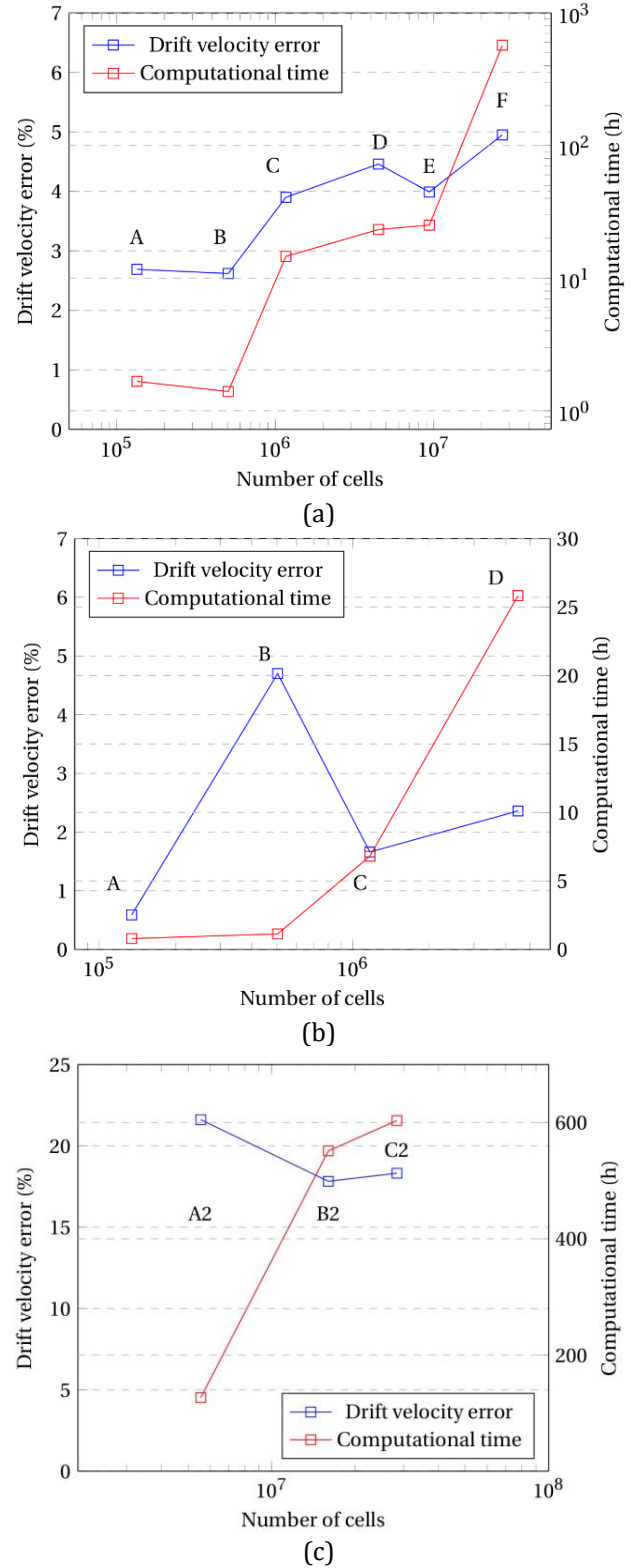 7
6
5
4
3
2
1
0
Drift velocity error (%)
Drift velocity error
Computational time
A
B
C
D
E
F
10^3
10^2
10^1
10^0
Computational time (h)
10^5
10^6
10^7
Number of cells
(a)
7
6
5
4
3
2
1
0
Drift velocity error (%)
Drift velocity error
Computational time
A
B
C
D
30
25
20
15
10
5
0
Computational time (h)
10^5
10^6
Number of cells
(b)
25
20
15
10
5
0
Drift velocity error (%)
A2
B2
C2
Drift velocity error
Computational time
600
400
200
Computational time (h)
10^7
10^8
Number of cells
(c)